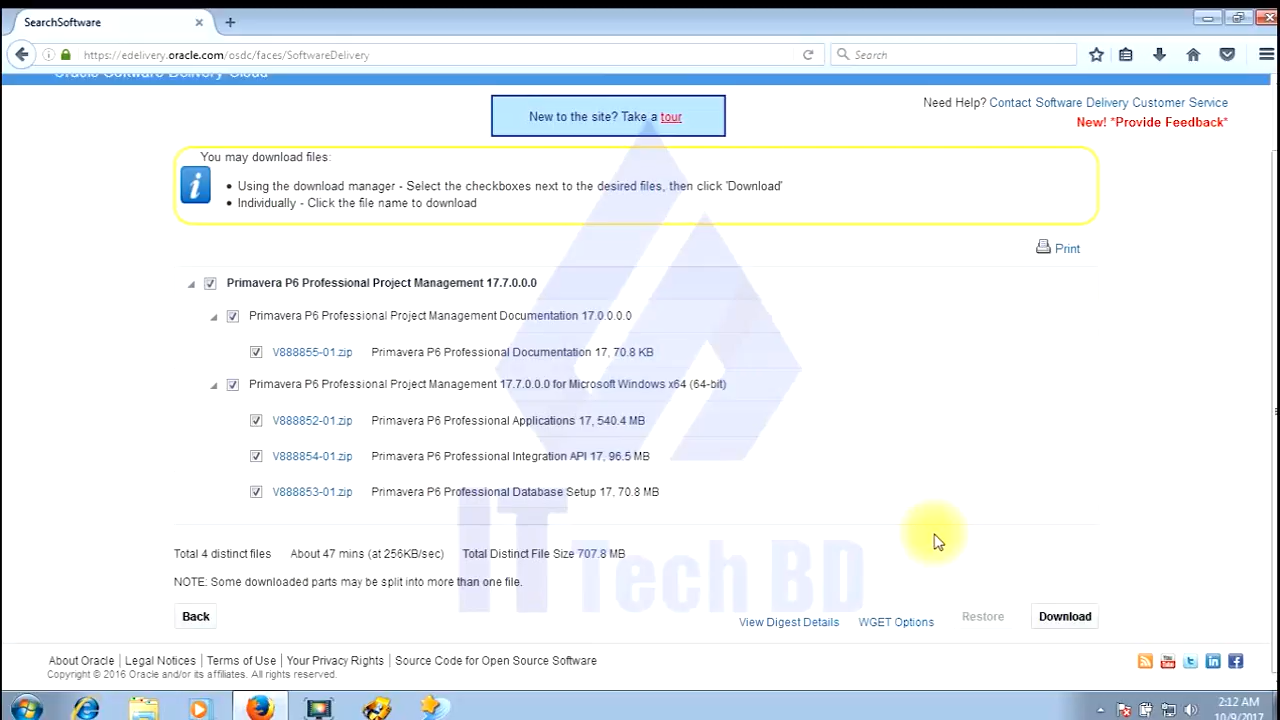 SearchSoftware
https://edelivery.oracle.com/osdc/faces/SoftwareDelivery
Search
Oracle Software Delivery Cloud
New to the site? Take a tour
Need Help? Contact Software Delivery Customer Service
New! *Provide Feedback*
You may download files:
Using the download manager - Select the checkboxes next to the desired files, then click 'Download'
Individually - Click the file name to download
Print
Primavera P6 Professional Project Management 17.7.0.0.0
Primavera P6 Professional Project Management Documentation 17.0.0.0.0
V888855-01.zip Primavera P6 Professional Documentation 17, 70.8 KB
Primavera P6 Professional Project Management 17.7.0.0.0 for Microsoft Windows x64 (64-bit)
V888852-01.zip Primavera P6 Professional Applications 17, 540.4 MB
V888854-01.zip Primavera P6 Professional Integration API 17, 96.5 MB
V888853-01.zip Primavera P6 Professional Database Setup 17, 70.8 MB
Total 4 distinct files About 47 mins (at 256KB/sec) Total Distinct File Size 707.8 MB
NOTE: Some downloaded parts may be split into more than one file.
IT Tech BD
Back
View Digest Details WGET Options Restore Download
About Oracle | Legal Notices | Terms of Use | Your Privacy Rights | Source Code for Open Source Software
Copyright © 2016 Oracle and/or its affiliates. All rights reserved.
2:12 AM
10/9/2017